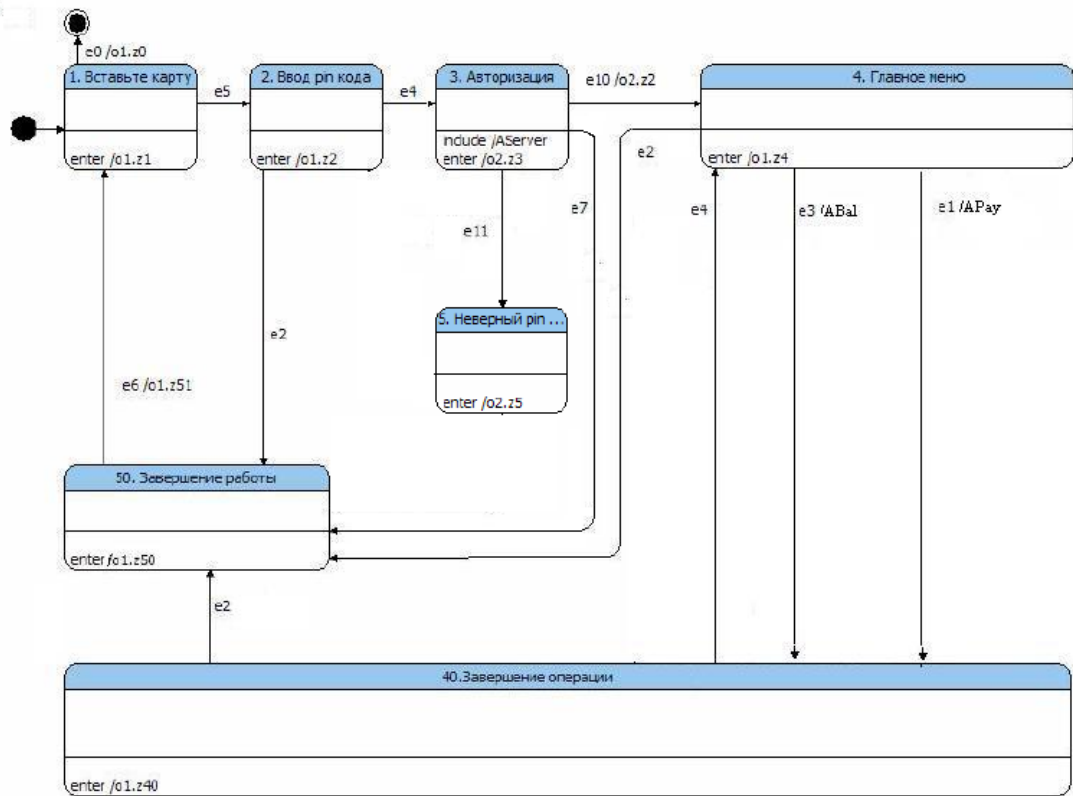 e0 /o1.z0
1. Вставьте карту
enter /o1.z1
e5
2. Ввод pin кода
enter /o1.z2
e4
3. Авторизация
include /AServer
enter /o2.z3
e10 /o2.z2
4. Главное меню
enter /o1.z4
e2
e7
e4
e3 /ABal
e1 /APay
e11
5. Неверный pin ...
enter /o2.z5
e2
e6 /o1.z51
50. Завершение работы
enter /o1.z50
e2
40.Завершение операции
enter /o1.z40